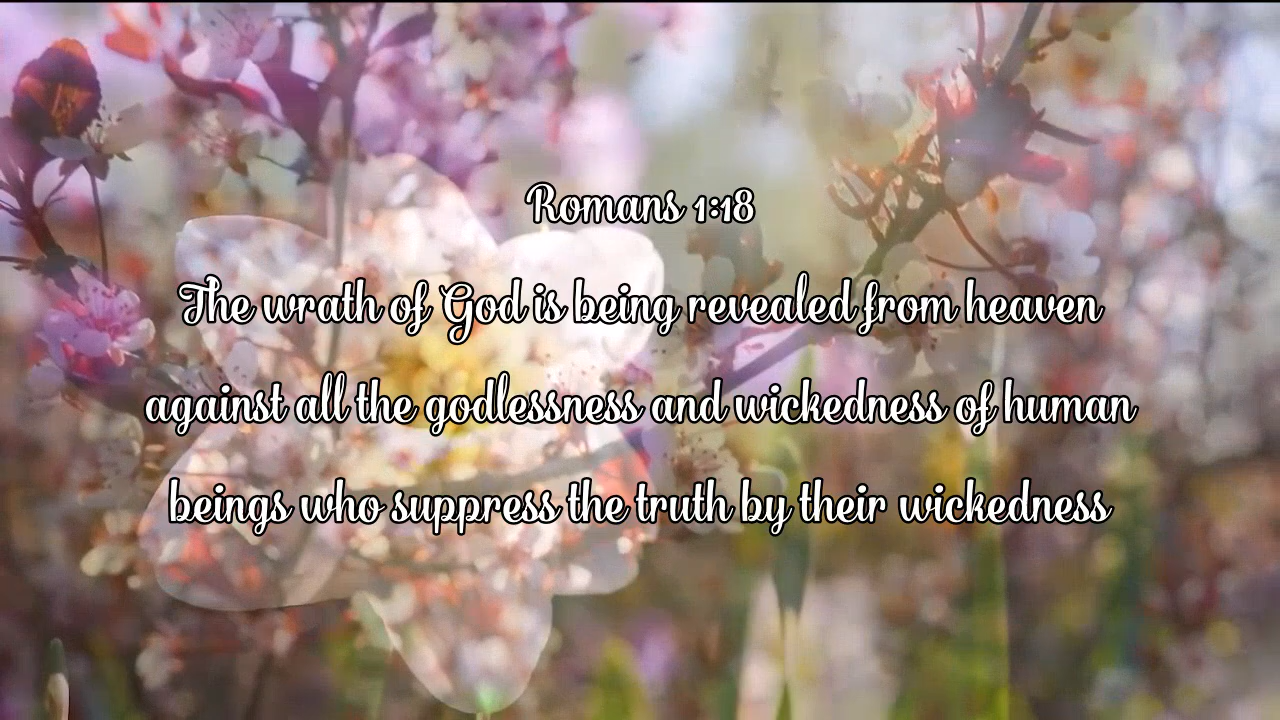 Romans 1:18
The wrath of God is being revealed from heaven
against all the godlessness and wickedness of human
beings who suppress the truth by their wickedness